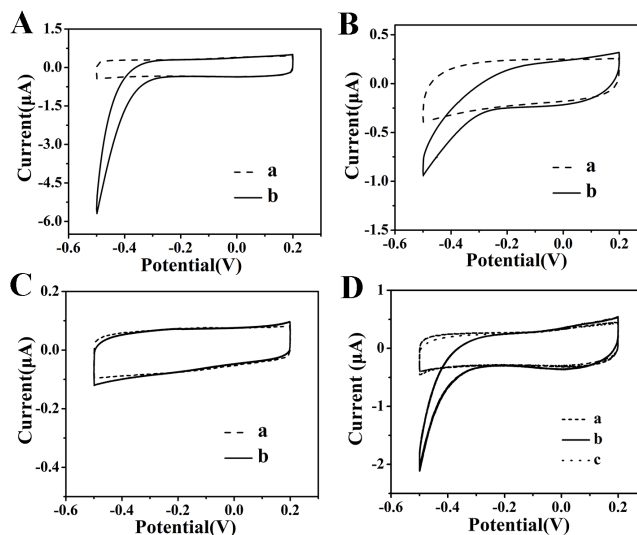 A
1.5
0.0
-1.5
-3.0
-4.5
-6.0
Current(μA)
a
b
-0.6 -0.4 -0.2 0.0 0.2
Potential(V)
B
0.5
0.0
-0.5
-1.0
-1.5
Current(μA)
a
b
-0.6 -0.4 -0.2 0.0 0.2
Potential(V)
C
0.2
0.0
-0.2
-0.4
Current(μA)
a
b
-0.6 -0.4 -0.2 0.0 0.2
Potential(V)
D
1
0
-1
-2
Current (μA)
a
b
c
-0.6 -0.4 -0.2 0.0 0.2
Potential(V)